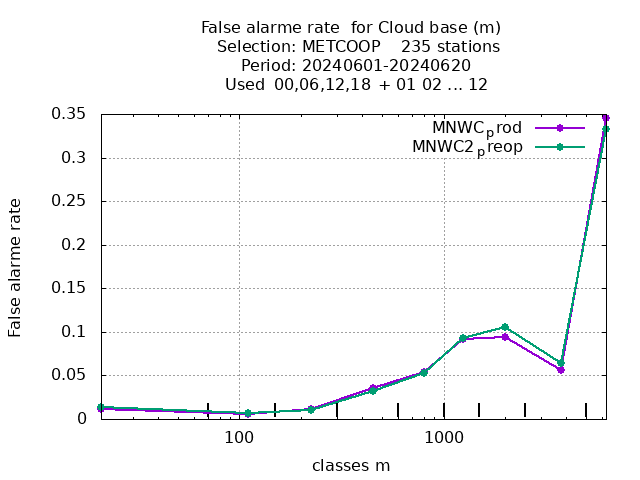 False alarme rate  for Cloud base (m)
Selection: METCOOP    235 stations
Period: 20240601-20240620
Used  00,06,12,18 + 01 02 ... 12
MNWCprod
MNWC2preop
0.35
0.3
0.25
0.2
0.15
0.1
0.05
0
False alarme rate
100
1000
classes m